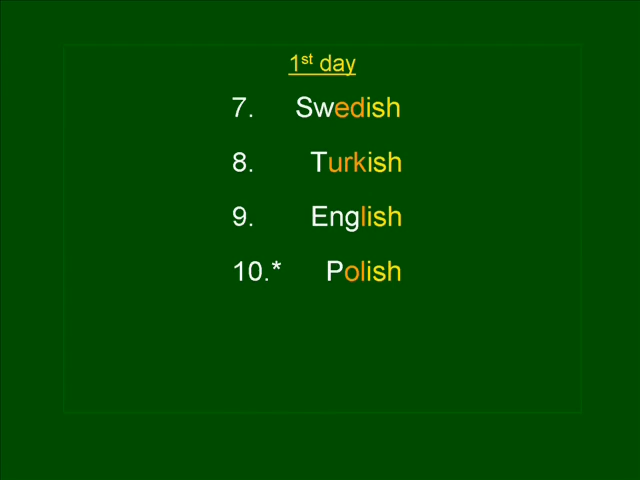 1st day
7. Swedish
8. Turkish
9. English
10.* Polish